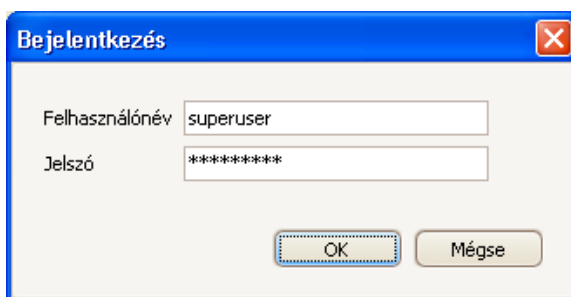 Bejelentkezés
Felhasználónév superuser
Jelszó *********
OK Mégse